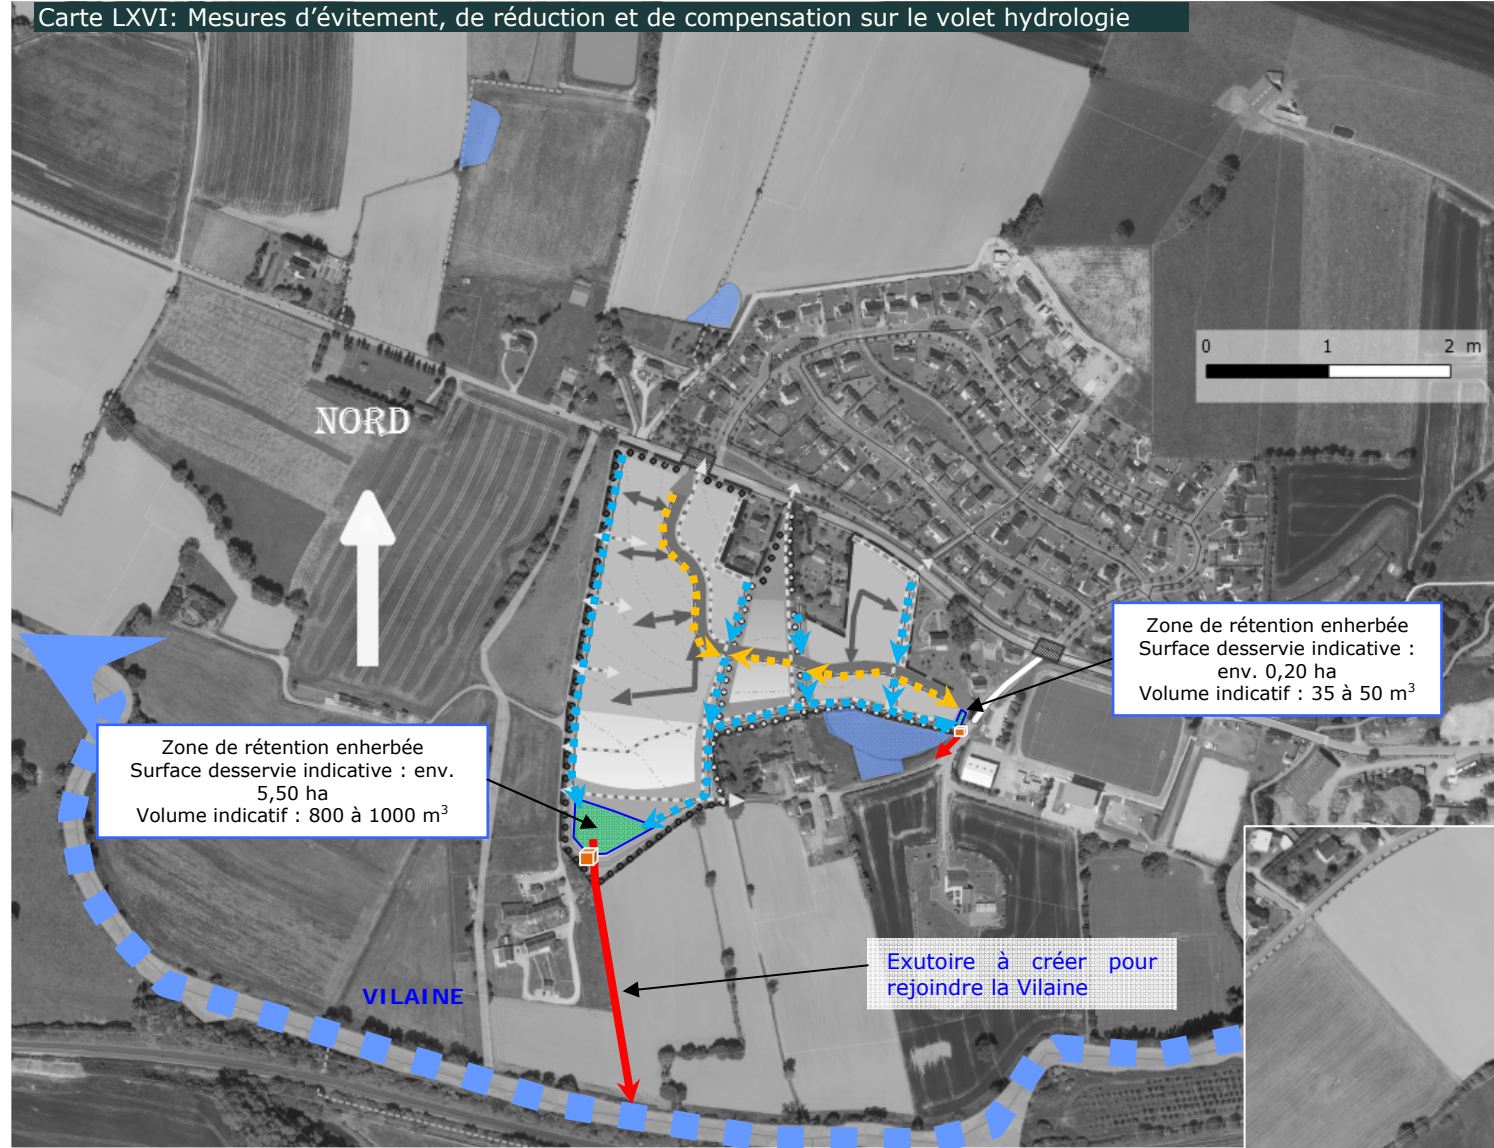 Carte LXVI: Mesures d’évitement, de réduction et de compensation sur le volet hydrologie
0 1 2 m
NORD
Zone de rétention enherbée
Surface desservie indicative :
env. 0,20 ha
Volume indicatif : 35 à 50 m³
Zone de rétention enherbée
Surface desservie indicative : env.
5,50 ha
Volume indicatif : 800 à 1000 m³
Exutoire à créer pour
rejoindre la Vilaine
VILAINE